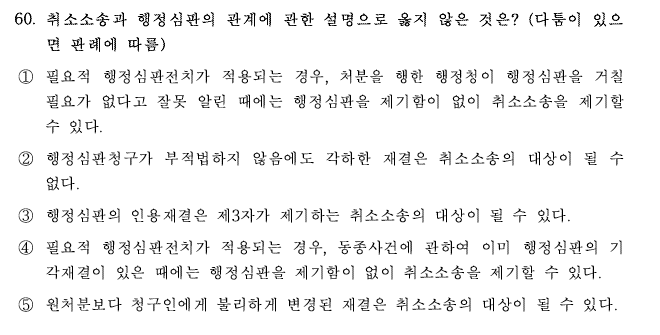 60. 취소소송과 행정심판의 관계에 관한 설명으로 옳지 않은 것은? (다툼이 있으
면 판례에 따름)
① 필요적 행정심판전치가 적용되는 경우, 처분을 행한 행정청이 행정심판을 거칠
필요가 없다고 잘못 알린 때에는 행정심판을 제기함이 없이 취소소송을 제기할
수 있다.
② 행정심판청구가 부적법하지 않음에도 각하한 재결은 취소소송의 대상이 될 수
없다.
③ 행정심판의 인용재결은 제3자가 제기하는 취소소송의 대상이 될 수 있다.
④ 필요적 행정심판전치가 적용되는 경우, 동종사건에 관하여 이미 행정심판의 기
각재결이 있은 때에는 행정심판을 제기함이 없이 취소소송을 제기할 수 있다.
⑤ 원처분보다 청구인에게 불리하게 변경된 재결은 취소소송의 대상이 될 수 있다.